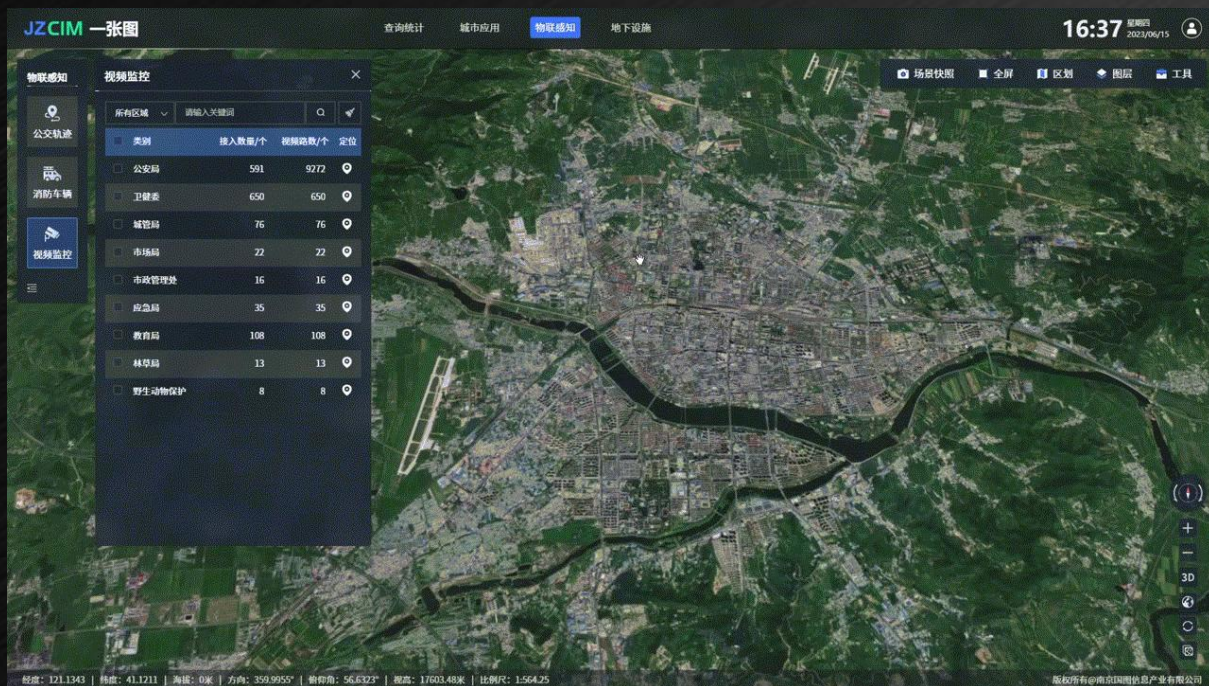 JZCIM 一张图 查询统计 城市应用 物联感知 地下设施 16:37 星期四 2023/06/15
物联感知
公交轨迹
消防车辆
视频监控
视频监控
所有区域 请输入关键词
类别 接入数量/个 视频路数/个 定位
公安局 591 9272
卫健委 650 650
城管局 76 76
市场局 22 22
市政管理处 16 16
应急局 35 35
教育局 108 108
林草局 13 13
野生动物保护 8 8
场景快照 全屏 区划 图层 工具
3D
经度: 121.1343 | 纬度: 41.1211 | 海拔: 0米 | 方向: 359.9955° | 俯仰角: 56.6323° | 视高: 17603.48米 | 比例尺: 1:564.25
版权所有@南京国图信息产业有限公司